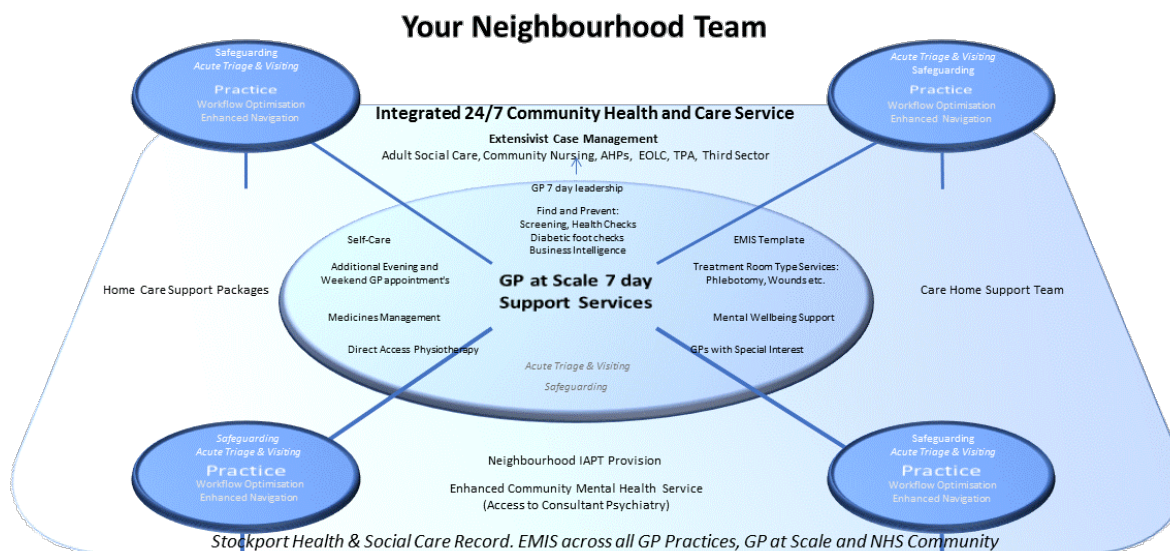 Your Neighbourhood Team
Safeguarding
Acute Triage & Visiting
Practice
Workflow Optimisation
Enhanced Navigation
Acute Triage & Visiting
Safeguarding
Practice
Workflow Optimisation
Enhanced Navigation
Integrated 24/7 Community Health and Care Service
Extensivist Case Management
Adult Social Care, Community Nursing, AHPs, EOLC, TPA, Third Sector
GP 7 day leadership
Find and Prevent:
Screening, Health Checks
Diabetic foot checks
Business Intelligence
Self-Care
Additional Evening and
Weekend GP appointment's
Medicines Management
Direct Access Physiotherapy
GP at Scale 7 day
Support Services
EMIS Template
Treatment Room Type Services:
Phlebotomy, Wounds etc.
Mental Wellbeing Support
GPs with Special Interest
Acute Triage & Visiting
Safeguarding
Home Care Support Packages
Care Home Support Team
Safeguarding
Acute Triage & Visiting
Practice
Workflow Optimisation
Enhanced Navigation
Safeguarding
Acute Triage & Visiting
Practice
Workflow Optimisation
Enhanced Navigation
Neighbourhood IAPT Provision
Enhanced Community Mental Health Service
(Access to Consultant Psychiatry)
Stockport Health & Social Care Record. EMIS across all GP Practices, GP at Scale and NHS Community